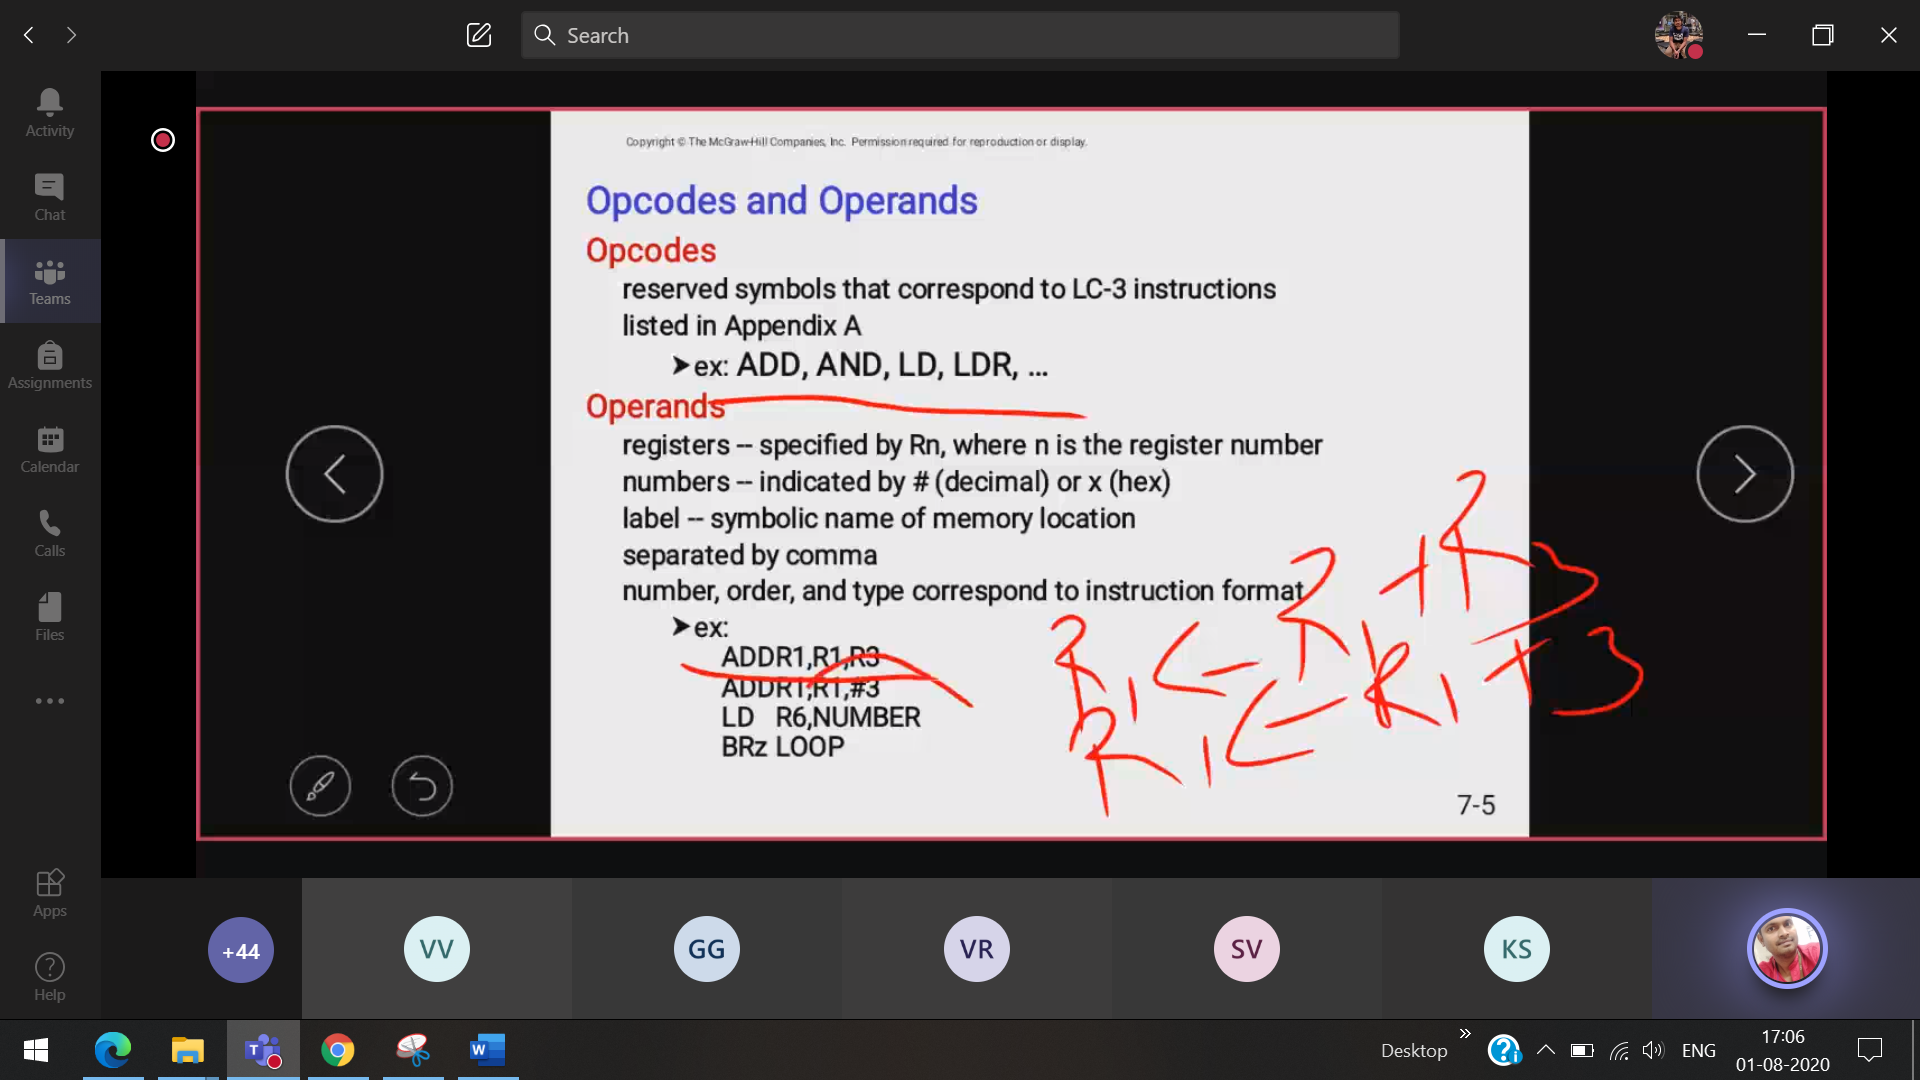 Search
Activity
Chat
Teams
Assignments
Calendar
Calls
Files
Apps
Help
Copyright © The McGraw-Hill Companies, Inc. Permission required for reproduction or display.
Opcodes and Operands
Opcodes
reserved symbols that correspond to LC-3 instructions
listed in Appendix A
➤ex: ADD, AND, LD, LDR, ...
Operands
registers -- specified by Rn, where n is the register number
numbers -- indicated by # (decimal) or x (hex)
label -- symbolic name of memory location
separated by comma
number, order, and type correspond to instruction format
➤ex:
ADDR1,R1,R3
ADDR1,R1,#3
LD R6,NUMBER
BRz LOOP
R1 <- R1 + R3
R1 <- R1 + 3
7-5
+44
VV
GG
VR
SV
KS
Desktop
ENG
17:06
01-08-2020